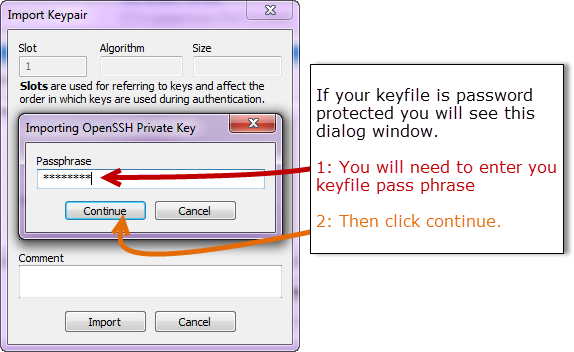 Import Keypair
Slot Algorithm Size
1
Slots are used for referring to keys and affect the
order in which keys are used during authentication.
Importing OpenSSH Private Key
Passphrase
********
Continue Cancel
Comment
Import Cancel
If your keyfile is password
protected you will see this
dialog window.
1: You will need to enter you
keyfile pass phrase
2: Then click continue.